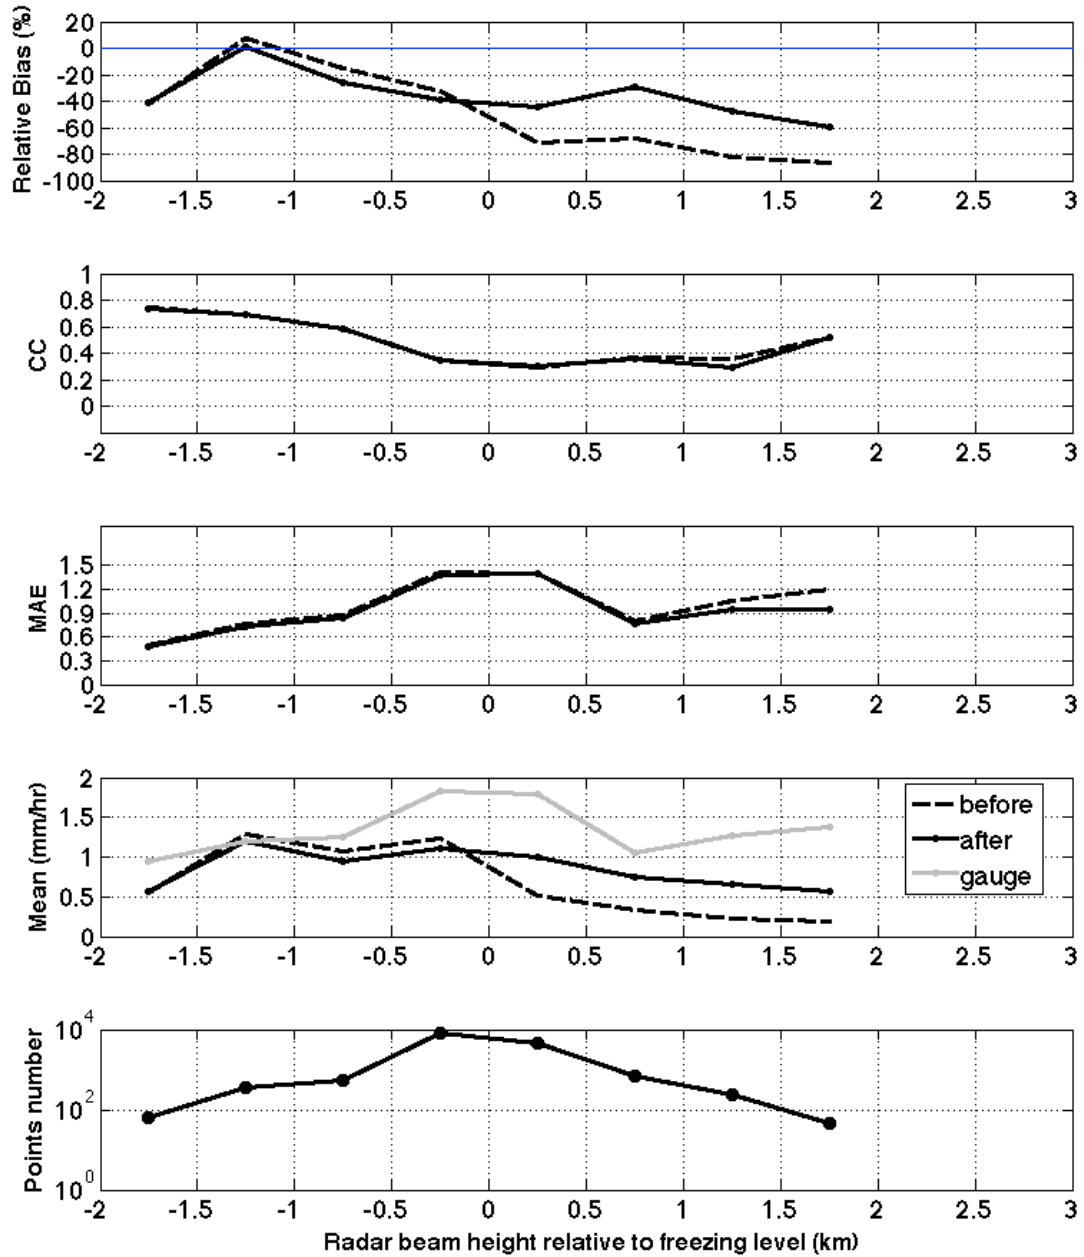 Relative Bias (%)
20
0
-20
-40
-60
-80
-100
-2 -1.5 -1 -0.5 0 0.5 1 1.5 2 2.5 3
CC
1
0.8
0.6
0.4
0.2
0
-2 -1.5 -1 -0.5 0 0.5 1 1.5 2 2.5 3
MAE
1.5
1.2
0.9
0.6
0.3
0
-2 -1.5 -1 -0.5 0 0.5 1 1.5 2 2.5 3
Mean (mm/hr)
2
1.5
1
0.5
0
before
after
gauge
-2 -1.5 -1 -0.5 0 0.5 1 1.5 2 2.5 3
Points number
10^4
10^2
10^0
-2 -1.5 -1 -0.5 0 0.5 1 1.5 2 2.5 3
Radar beam height relative to freezing level (km)